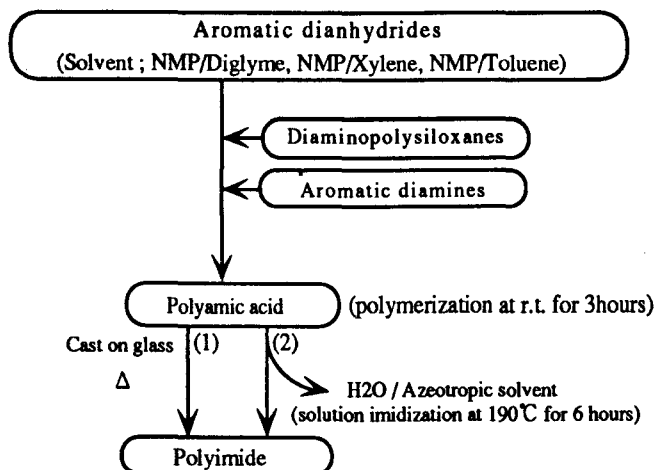 Aromatic dianhydrides
(Solvent ; NMP/Diglyme, NMP/Xylene, NMP/Toluene)
Diaminopolysiloxanes
Aromatic diamines
Polyamic acid
(polymerization at r.t. for 3hours)
Cast on glass
(1)
(2)
Δ
H2O / Azeotropic solvent
(solution imidization at 190℃ for 6 hours)
Polyimide